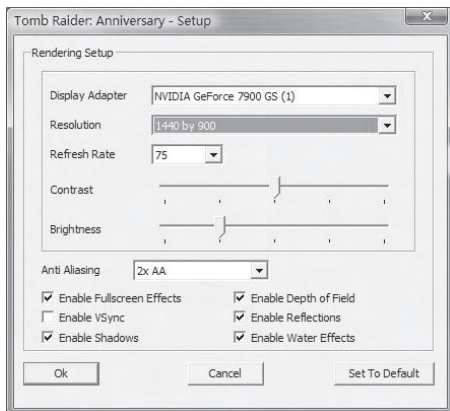 Tomb Raider: Anniversary - Setup
Rendering Setup
Display Adapter NVIDIA GeForce 7900 GS (1)
Resolution 1440 by 900
Refresh Rate 75
Contrast
Brightness
Anti Aliasing 2x AA
Enable Fullscreen Effects Enable Depth of Field
Enable VSync Enable Reflections
Enable Shadows Enable Water Effects
Ok Cancel Set To Default